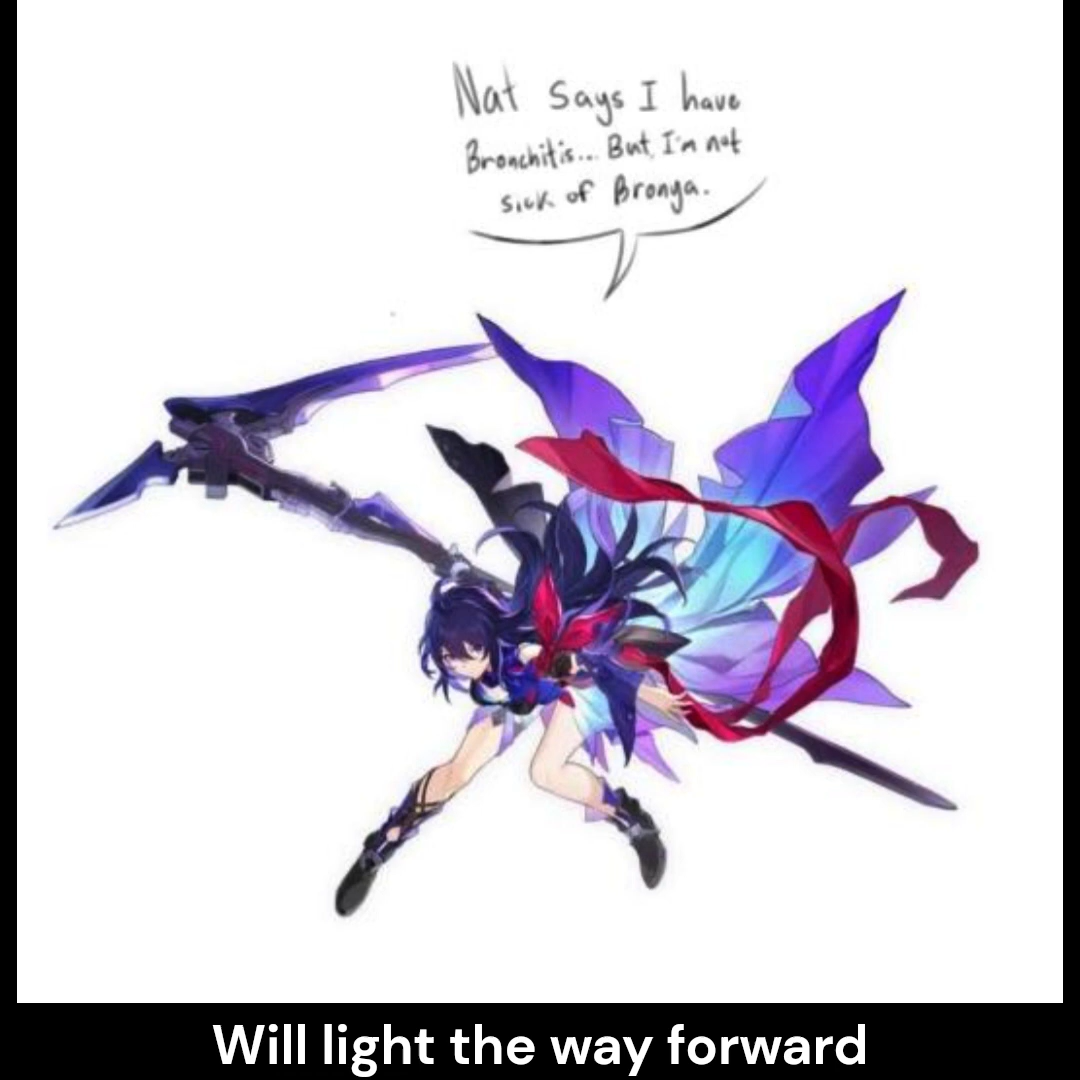 Nat says I have
Bronchitis... But, I'm not
sick of Bronya.
Will light the way forward